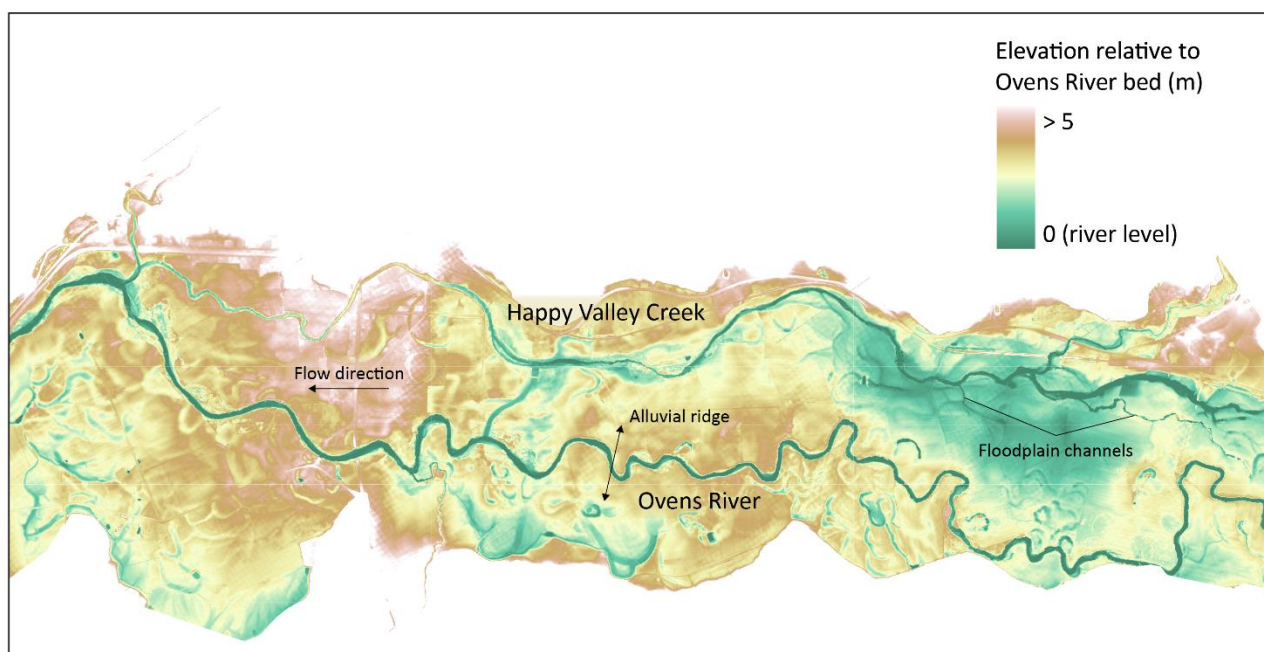 Elevation relative to
Ovens River bed (m)
> 5
0 (river level)
Happy Valley Creek
Flow direction
Alluvial ridge
Floodplain channels
Ovens River